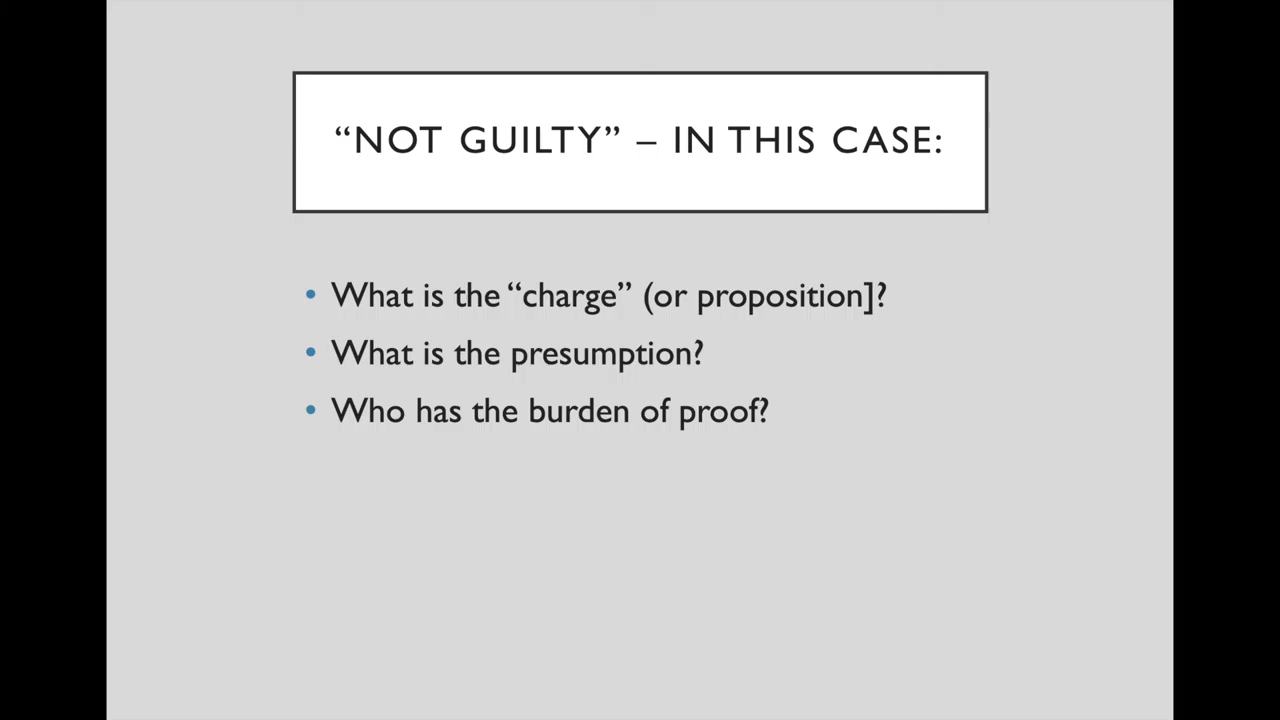 “NOT GUILTY” – IN THIS CASE:
• What is the “charge” (or proposition]?
• What is the presumption?
• Who has the burden of proof?